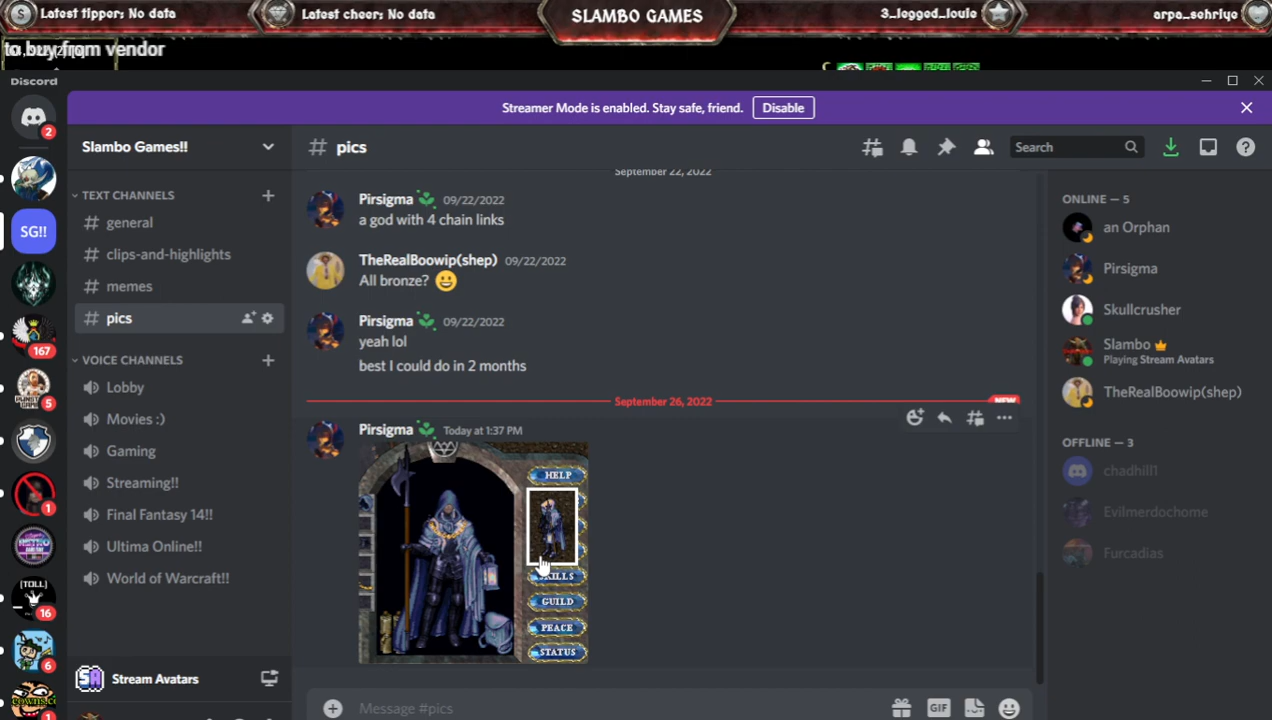 Latest tipper: No data
Latest cheer: No data
SLAMBO GAMES
3_legged_louie
arpa_sehriye
to buy from vendor
Discord
Streamer Mode is enabled. Stay safe, friend.
Disable
Slambo Games!!
pics
Search
TEXT CHANNELS
general
clips-and-highlights
memes
pics
VOICE CHANNELS
Lobby
Movies :)
Gaming
Streaming!!
Final Fantasy 14!!
Ultima Online!!
World of Warcraft!!
Stream Avatars
2
SG!!
167
5
1
[TOLL]
16
6
1
September 22, 2022
Pirsigma 09/22/2022
a god with 4 chain links
TheRealBoowip(shep) 09/22/2022
All bronze? 😀
Pirsigma 09/22/2022
yeah lol
best I could do in 2 months
September 26, 2022
NEW
Pirsigma Today at 1:37 PM
HELP
SKILLS
GUILD
PEACE
STATUS
Message #pics
GIF
ONLINE — 5
an Orphan
Pirsigma
Skullcrusher
Slambo
Playing Stream Avatars
TheRealBoowip(shep)
OFFLINE — 3
chadhill1
Evilmerdochome
Furcadias